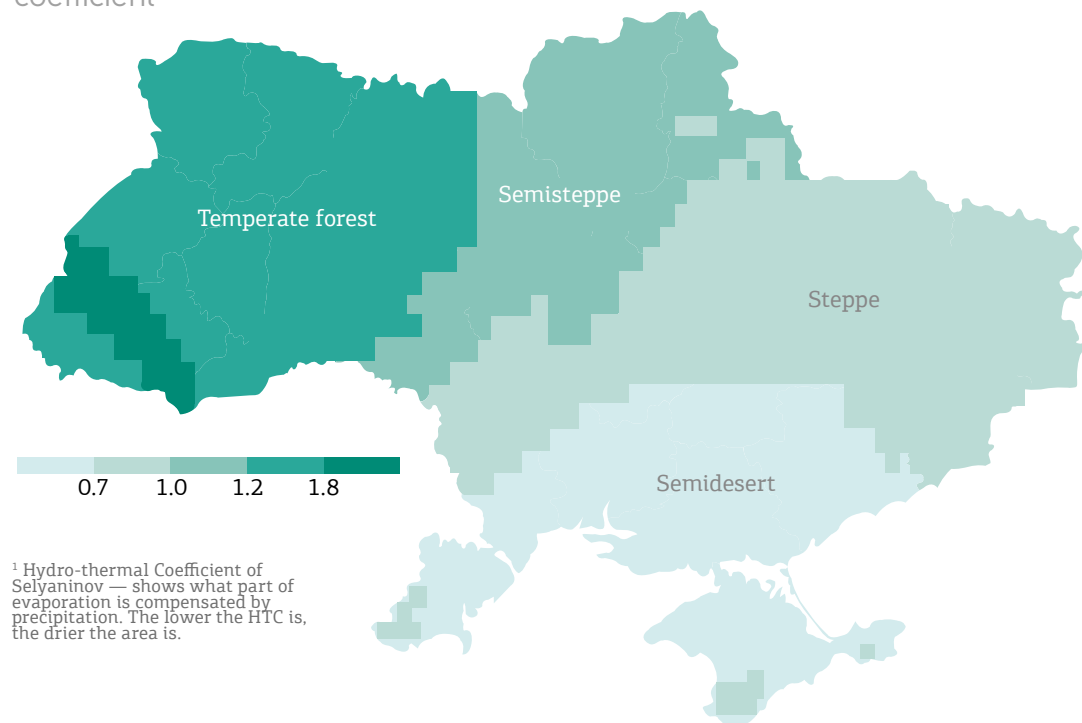 coefficient
Temperate forest
Semisteppe
Steppe
Semidesert
0.7 1.0 1.2 1.8
¹ Hydro-thermal Coefficient of
Selyaninov — shows what part of
evaporation is compensated by
precipitation. The lower the HTC is,
the drier the area is.